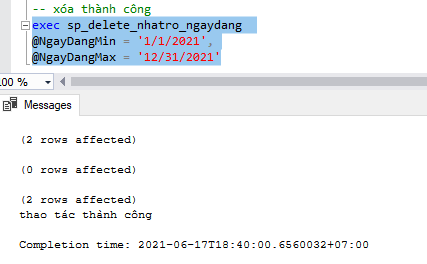 -- xóa thành công
exec sp_delete_nhatro_ngaydang
@NgayDangMin = '1/1/2021',
@NgayDangMax = '12/31/2021'
00 %
Messages
(2 rows affected)
(0 rows affected)
(2 rows affected)
thao tác thành công
Completion time: 2021-06-17T18:40:00.6560032+07:00